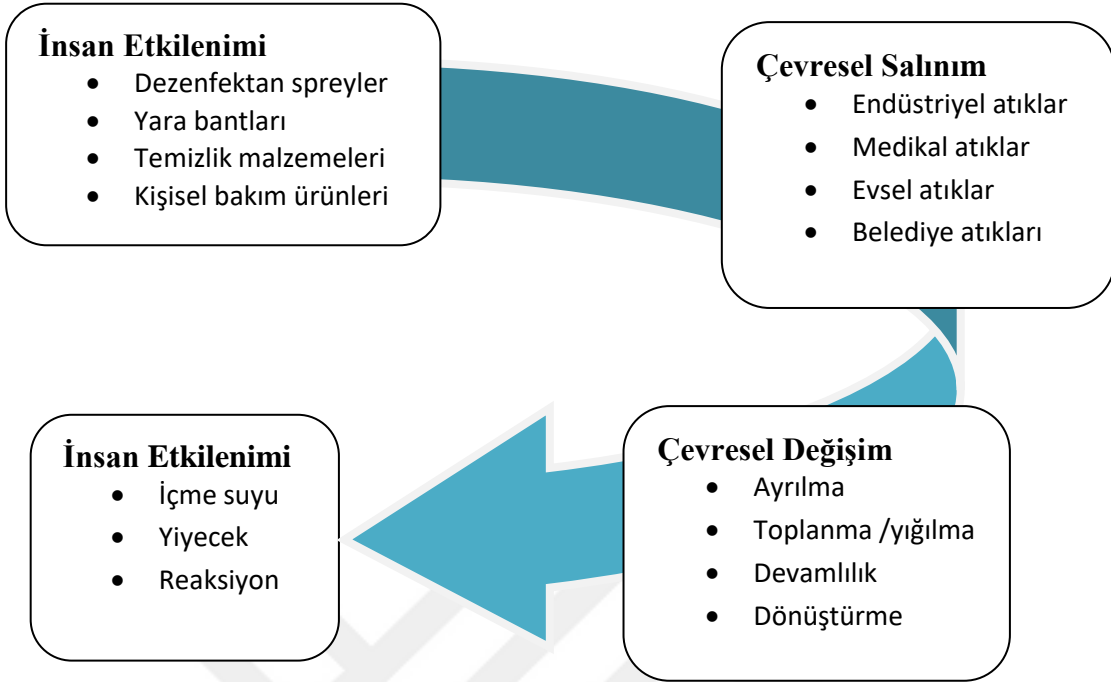 İnsan Etkilenimi
• Dezenfektan spreyler
• Yara bantları
• Temizlik malzemeleri
• Kişisel bakım ürünleri
Çevresel Salınım
• Endüstriyel atıklar
• Medikal atıklar
• Evsel atıklar
• Belediye atıkları
Çevresel Değişim
• Ayrılma
• Toplanma /yığılma
• Devamlılık
• Dönüştürme
İnsan Etkilenimi
• İçme suyu
• Yiyecek
• Reaksiyon